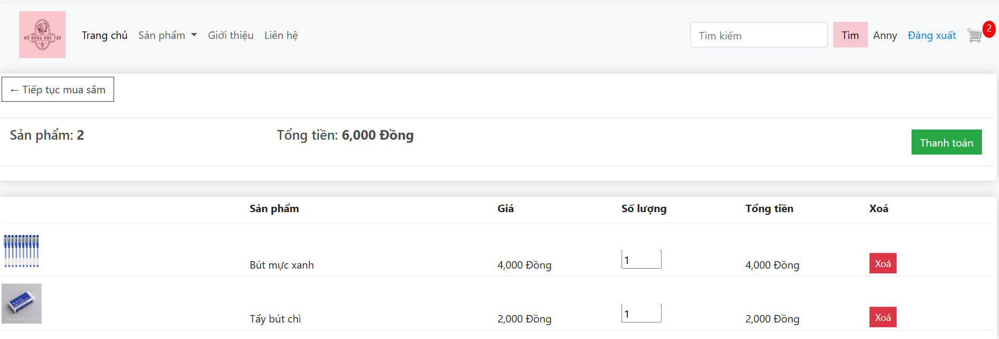 ĐỒ DÙNG HỌC TẬP
Trang chủ Sản phẩm Giới thiệu Liên hệ
Tìm kiếm Tìm Anny Đăng xuất 2
← Tiếp tục mua sắm
Sản phẩm: 2 Tổng tiền: 6,000 Đồng Thanh toán
Sản phẩm Giá Số lượng Tổng tiền Xoá
Bút mực xanh 4,000 Đồng 1 4,000 Đồng Xoá
PLASTIC
ERASER
Tẩy bút chì 2,000 Đồng 1 2,000 Đồng Xoá